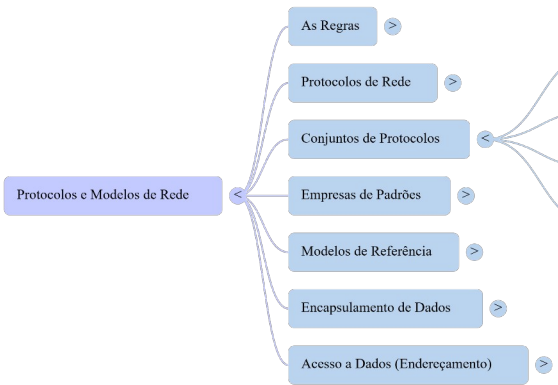 As Regras >
Protocolos de Rede >
Conjuntos de Protocolos <
Protocolos e Modelos de Rede <
Empresas de Padrões >
Modelos de Referência >
Encapsulamento de Dados >
Acesso a Dados (Endereçamento) >